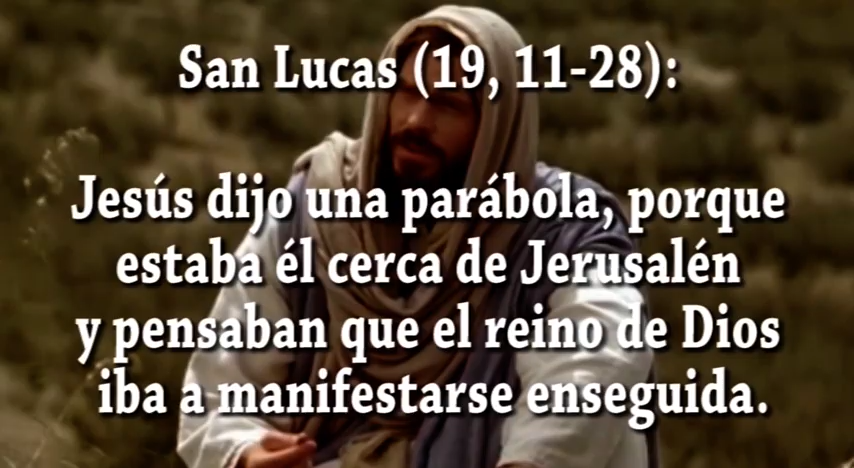 San Lucas (19, 11-28):
Jesús dijo una parábola, porque
estaba él cerca de Jerusalén
y pensaban que el reino de Dios
iba a manifestarse enseguida.